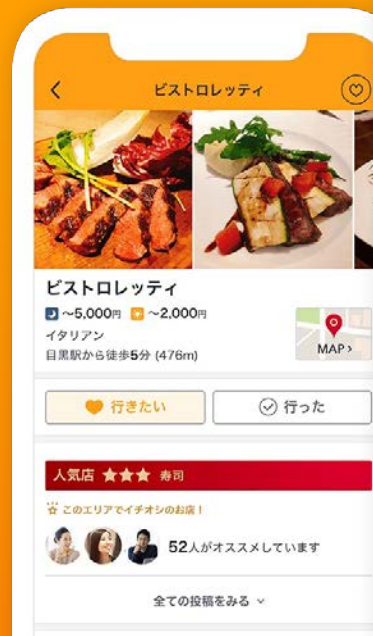 ビストロレッティ
ビストロレッティ
～5,000円 ～2,000円
イタリアン
目黒駅から徒歩5分 (476m)
MAP>
行きたい
行った
人気店 ★★★ 寿司
このエリアでイチオシのお店！
52人がオススメしています
全ての投稿をみる